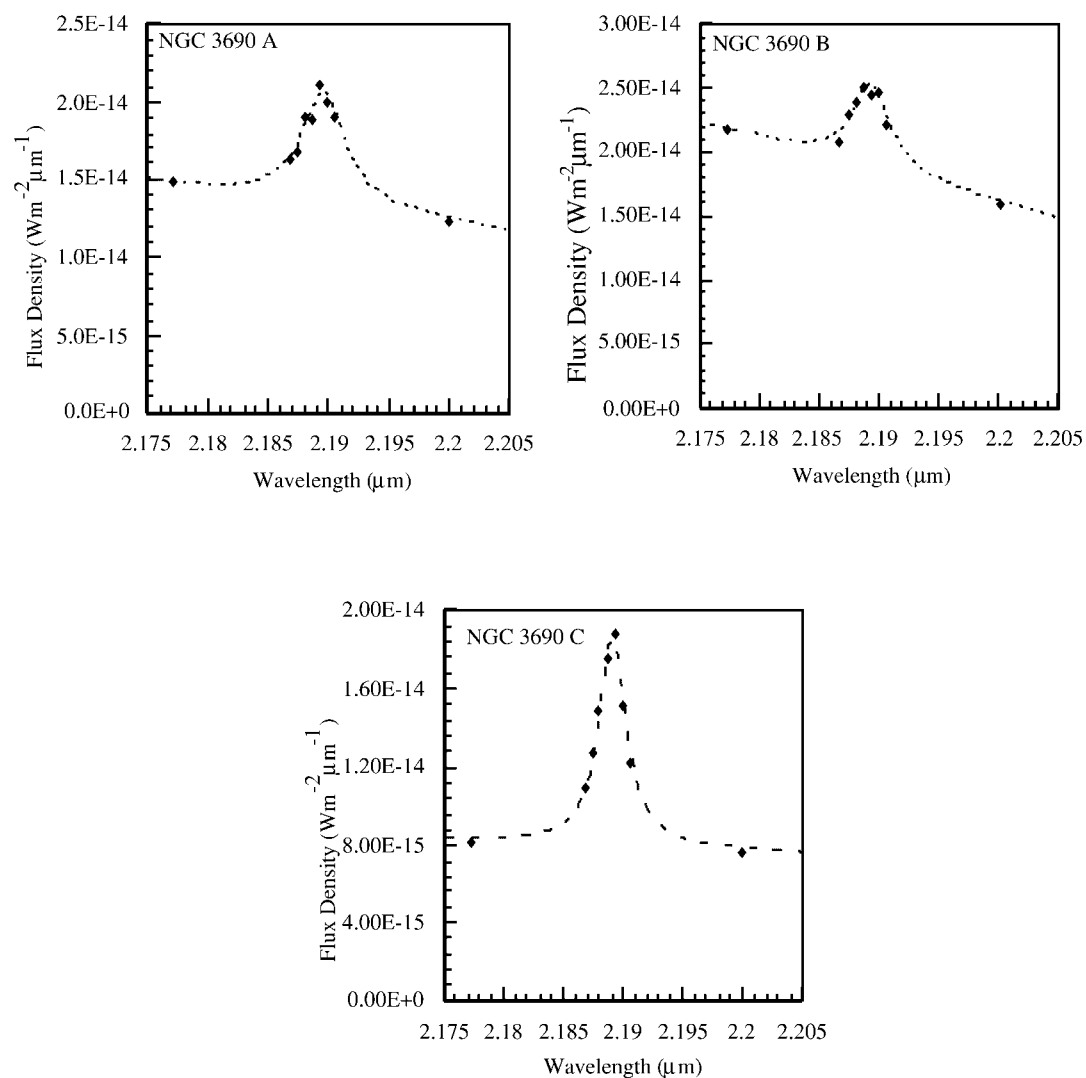 NGC 3690 A
2.5E-14
2.0E-14
1.5E-14
1.0E-14
5.0E-15
0.0E+0
Flux Density (Wm-2μm-1)
2.175 2.18 2.185 2.19 2.195 2.2 2.205
Wavelength (μm)
NGC 3690 B
3.00E-14
2.50E-14
2.00E-14
1.50E-14
1.00E-14
5.00E-15
0.00E+0
Flux Density (Wm-2μm-1)
2.175 2.18 2.185 2.19 2.195 2.2 2.205
Wavelength (μm)
NGC 3690 C
2.00E-14
1.60E-14
1.20E-14
8.00E-15
4.00E-15
0.00E+0
Flux Density (Wm-2μm-1)
2.175 2.18 2.185 2.19 2.195 2.2 2.205
Wavelength (μm)